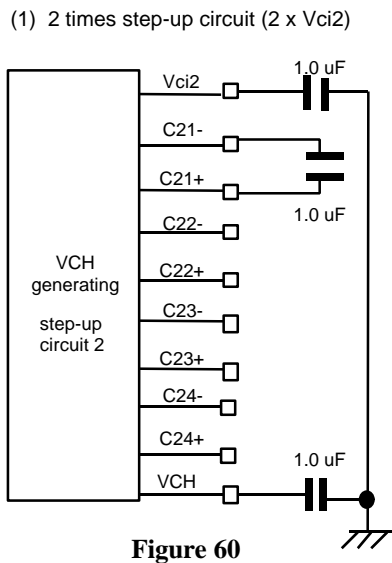 (1) 2 times step-up circuit (2 x Vci2)
1.0 uF
Vci2
C21-
C21+
1.0 uF
C22-
C22+
VCH
generating
step-up
circuit 2
C23-
C23+
C24-
C24+
1.0 uF
VCH
Figure 60